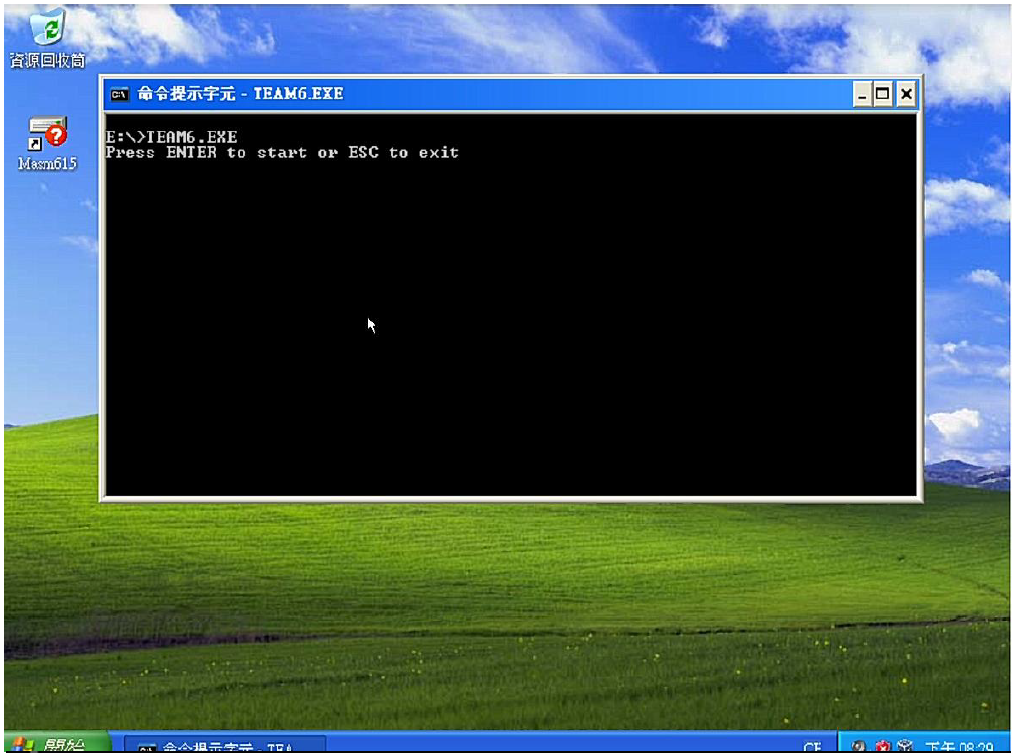 資源回收筒
Masm615
命令提示字元 - TEAM6.EXE
E:\>TEAM6.EXE
Press ENTER to start or ESC to exit
開始
命令提示字元 - TEA
CH
下午 08:29